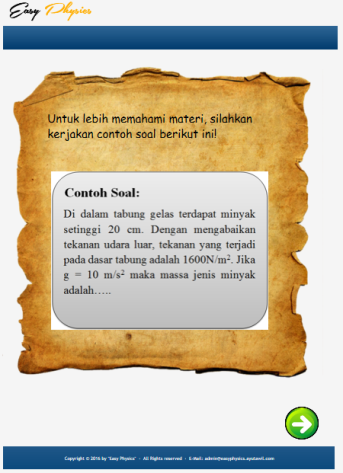 Easy Physics
Untuk lebih memahami materi, silahkan
kerjakan contoh soal berikut ini!
Contoh Soal:
Di dalam tabung gelas terdapat minyak
setinggi 20 cm. Dengan mengabaikan
tekanan udara luar, tekanan yang terjadi
pada dasar tabung adalah 1600N/m². Jika
g = 10 m/s² maka massa jenis minyak
adalah…..
Copyright © 2016 by "Easy Physics" - All Rights reserved - E-Mail: admin@easyphysics.epstweli.com